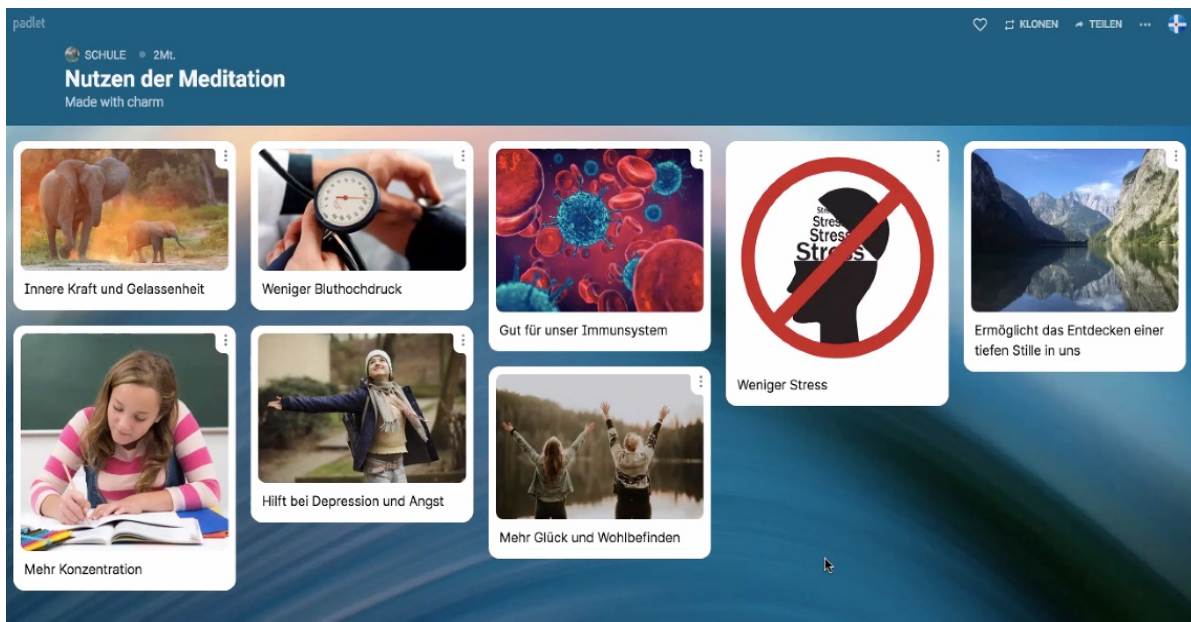 padlet
KLONEN
TEILEN
SCHULE
2Mt.
Nutzen der Meditation
Made with charm
Innere Kraft und Gelassenheit
Weniger Bluthochdruck
Gut für unser Immunsystem
Stress
Stress
Stress
Weniger Stress
Ermöglicht das Entdecken einer
tiefen Stille in uns
Mehr Konzentration
Hilft bei Depression und Angst
Mehr Glück und Wohlbefinden